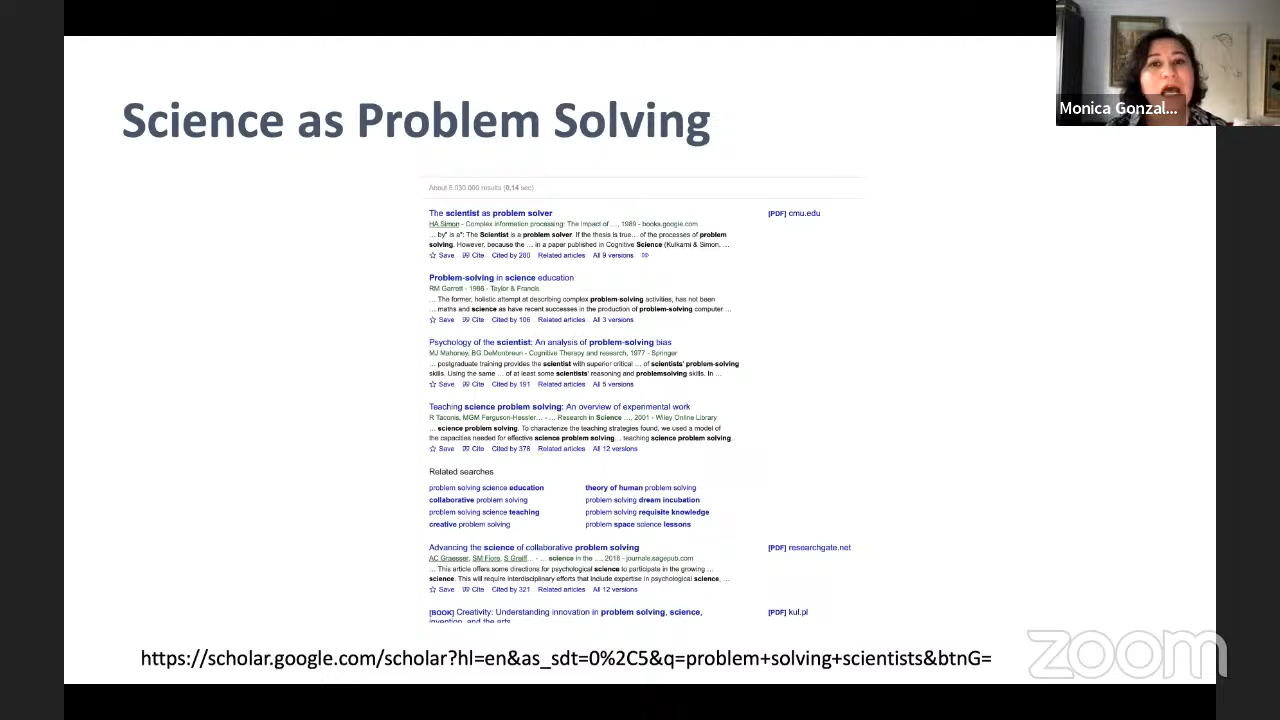 Monica Gonzal...
Science as Problem Solving
About 5.030.000 results (0,14 sec)
The scientist as problem solver
[PDF] cmu.edu
HA Simon - Complex information processing: The impact of …, 1989 - books.google.com
… by" is a": The Scientist is a problem solver. If the thesis is true… of the processes of problem
solving. However, because the … in a paper published in Cognitive Science (Kulkarni & Simon, …
Save Cite Cited by 280 Related articles All 9 versions
Problem-solving in science education
RM Garrett - 1986 - Taylor & Francis
… The former, holistic attempt at describing complex problem-solving activities, has not been
… maths and science as have recent successes in the production of problem-solving computer …
Save Cite Cited by 106 Related articles All 3 versions
Psychology of the scientist: An analysis of problem-solving bias
MJ Mahoney, BG DeMonbreun - Cognitive Therapy and research, 1977 - Springer
… postgraduate training provides the scientist with superior critical … of scientists' problem-solving
skills. Using the same … of at least some scientists' reasoning and problemsolving skills. In …
Save Cite Cited by 191 Related articles All 5 versions
Teaching science problem solving: An overview of experimental work
R Taconis, MGM Ferguson-Hessler… - … Research in Science …, 2001 - Wiley Online Library
… science problem solving. To characterize the teaching strategies found, we used a model of
the capacities needed for effective science problem solving… teaching science problem solving.
Save Cite Cited by 378 Related articles All 12 versions
Related searches
problem solving science education
theory of human problem solving
collaborative problem solving
problem solving dream incubation
problem solving science teaching
problem solving requisite knowledge
creative problem solving
problem space science lessons
Advancing the science of collaborative problem solving
[PDF] researchgate.net
AC Graesser, SM Fiore, S Greiff… - … science in the …, 2018 - journals.sagepub.com
… This article offers some directions for psychological science to participate in the growing …
science. This will require interdisciplinary efforts that include expertise in psychological science, …
Save Cite Cited by 321 Related articles All 12 versions
[BOOK] Creativity: Understanding innovation in problem solving, science,
[PDF] kul.pl
invention, and the arts
https://scholar.google.com/scholar?hl=en&as_sdt=0%2C5&q=problem+solving+scientists&btnG=
zoom